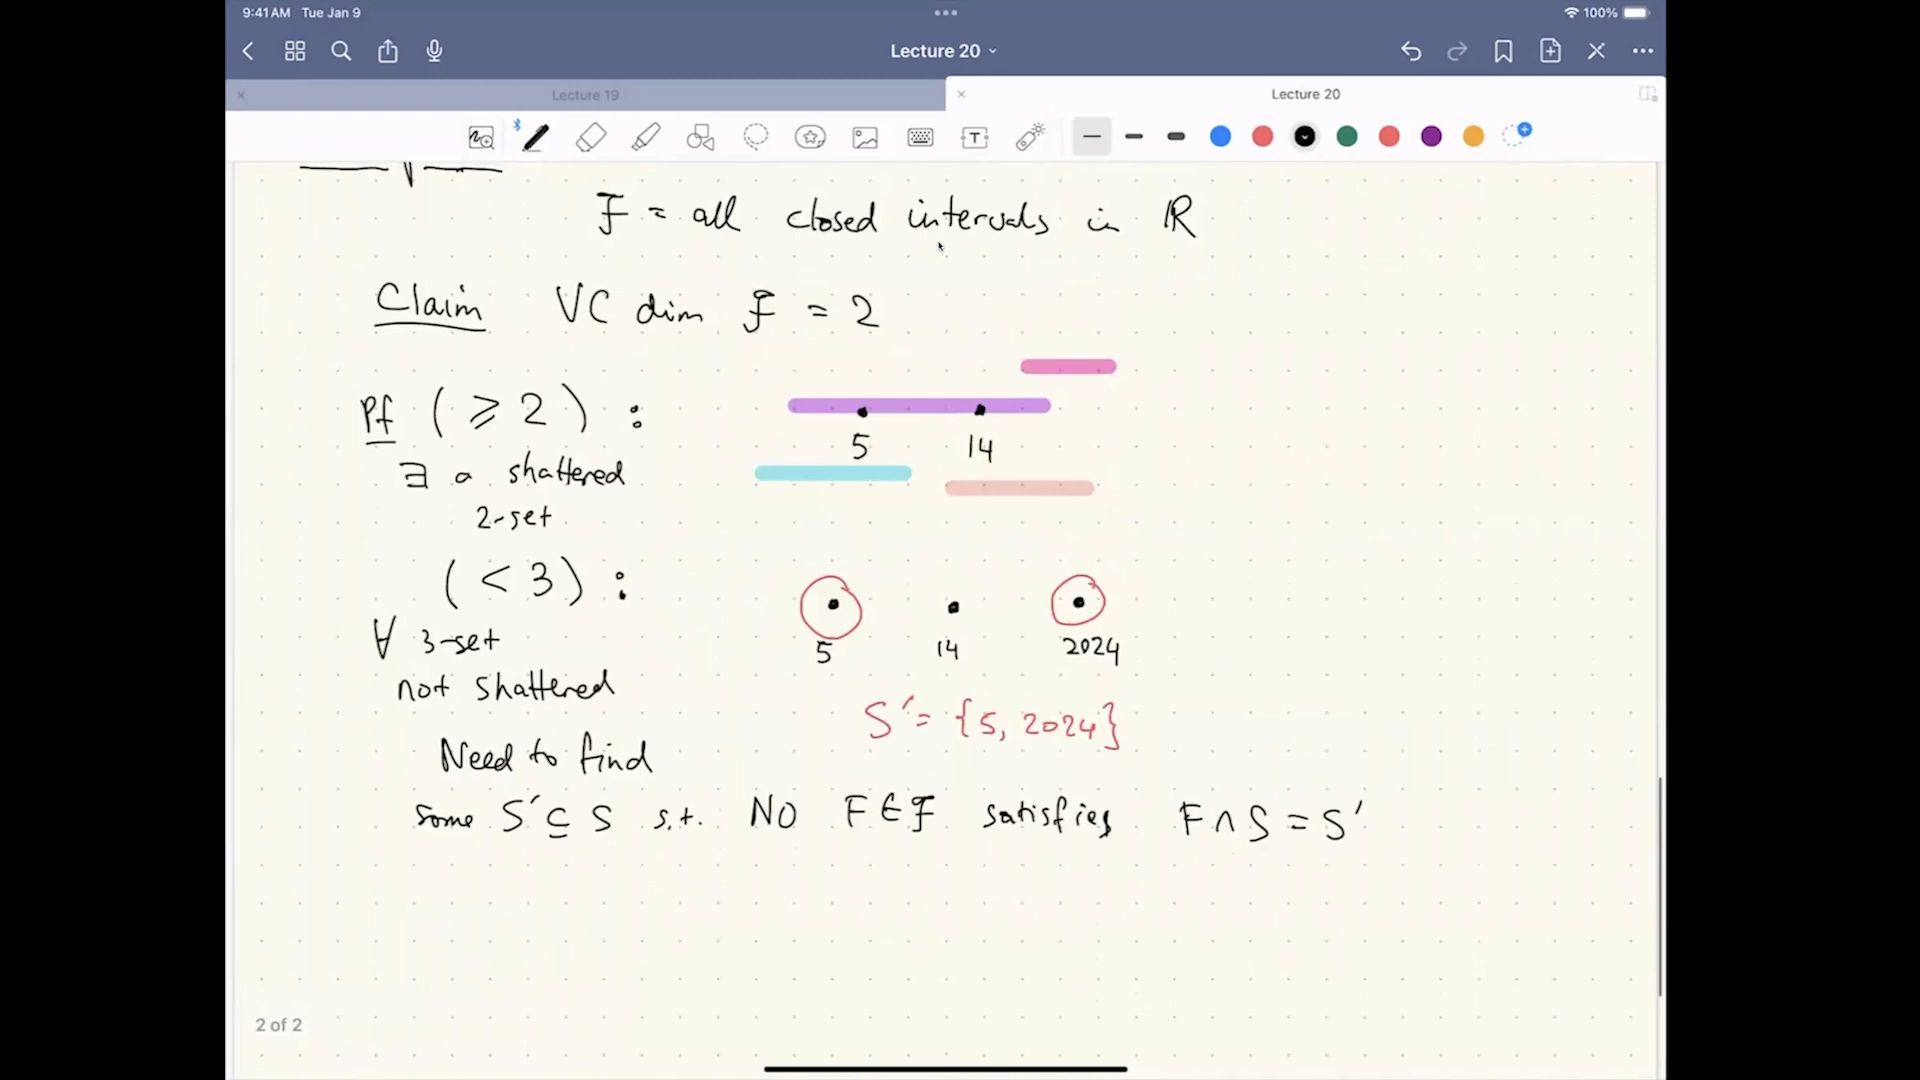 9:41 AM Tue Jan 9
100%
Lecture 20
Lecture 19
Lecture 20
T
ℱ = all closed intervals in ℝ
Claim VC dim ℱ = 2
Pf (≥ 2) :
5 14
∃ a shattered
2-set
(< 3) :
5 14 2024
∀ 3-set
not shattered
S′ = {5, 2024}
Need to find
some S′ ⊆ S s.t. NO F ∈ ℱ satisfies F ∩ S = S′
2 of 2